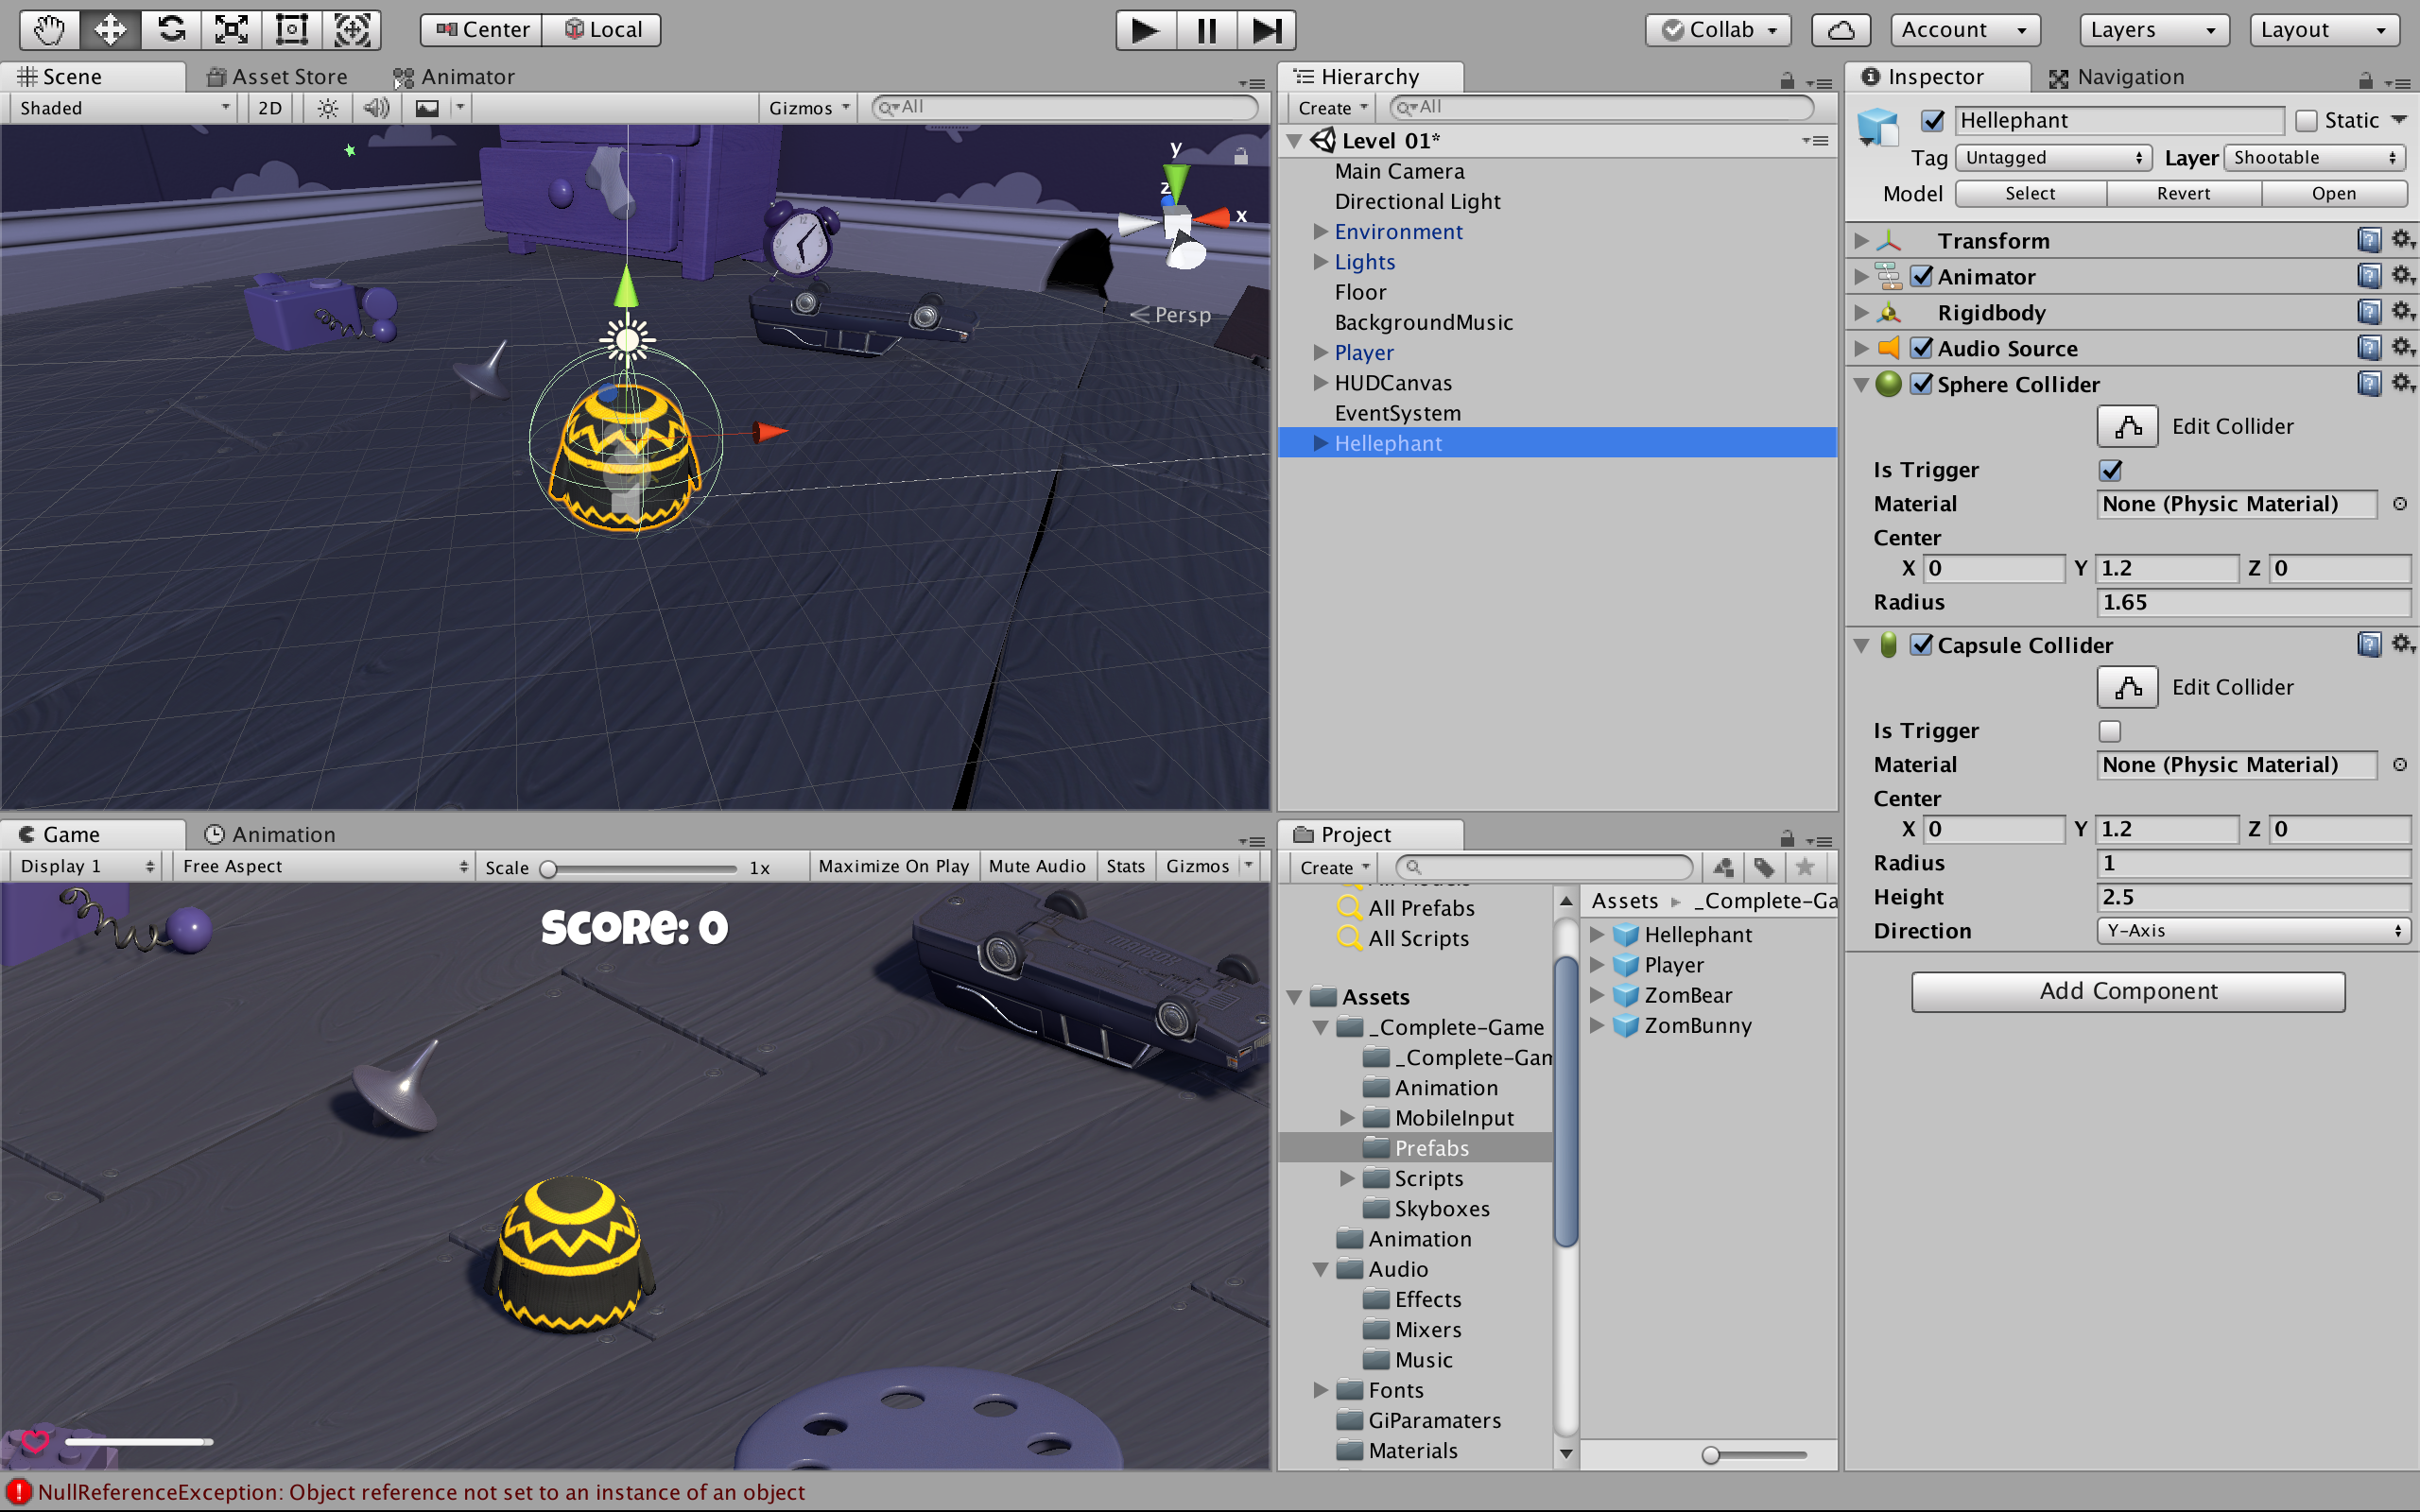 Center Local Collab Account Layers Layout
Scene Asset Store Animator
Shaded 2D Gizmos All
y
z
x
Persp
Hierarchy
Create All
Level 01*
Main Camera
Directional Light
Environment
Lights
Floor
BackgroundMusic
Player
HUDCanvas
EventSystem
Hellephant
Inspector Navigation
Hellephant Static
Tag Untagged Layer Shootable
Model Select Revert Open
Transform
Animator
Rigidbody
Audio Source
Sphere Collider
Edit Collider
Is Trigger
Material None (Physic Material)
Center
X 0 Y 1.2 Z 0
Radius 1.65
Capsule Collider
Edit Collider
Is Trigger
Material None (Physic Material)
Center
X 0 Y 1.2 Z 0
Radius 1
Height 2.5
Direction Y-Axis
Add Component
Game Animation
Display 1 Free Aspect Scale 1x Maximize On Play Mute Audio Stats Gizmos
SCORE: 0
Project
Create
All Prefabs
All Scripts
Assets
_Complete-Game
_Complete-Gam
Animation
MobileInput
Prefabs
Scripts
Skyboxes
Animation
Audio
Effects
Mixers
Music
Fonts
GiParamaters
Materials
Assets _Complete-Ga
Hellephant
Player
ZomBear
ZomBunny
NullReferenceException: Object reference not set to an instance of an object